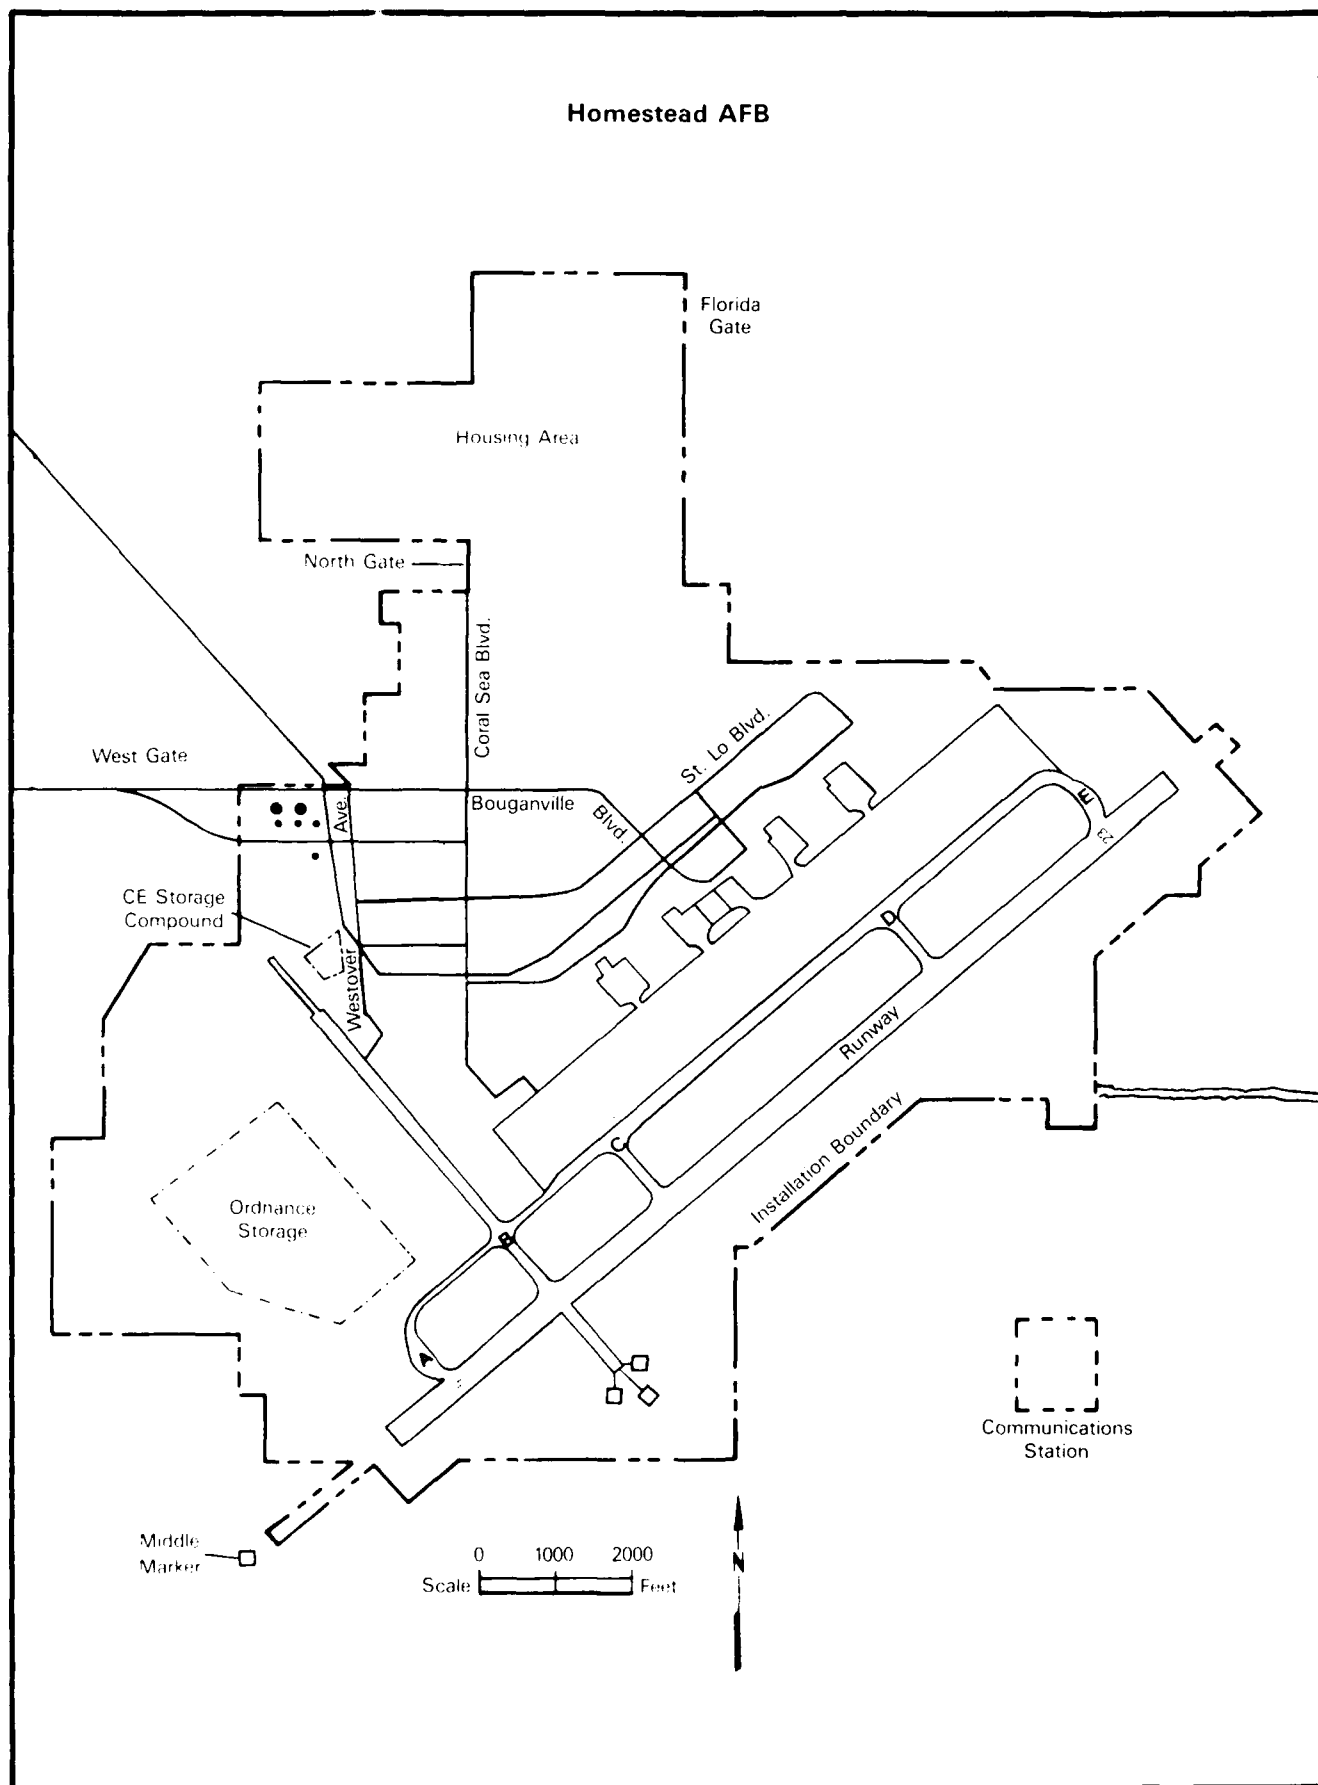 Homestead AFB
Florida
Gate
Housing Area
North Gate
Coral Sea Blvd.
St. Lo Blvd.
West Gate
Ave.
Bouganville
Blvd.
E
23
CE Storage
Compound
D
Westover
Runway
Installation Boundary
C
Ordnance
Storage
B
A
Communications
Station
Middle
Marker
0 1000 2000
Scale Feet
N